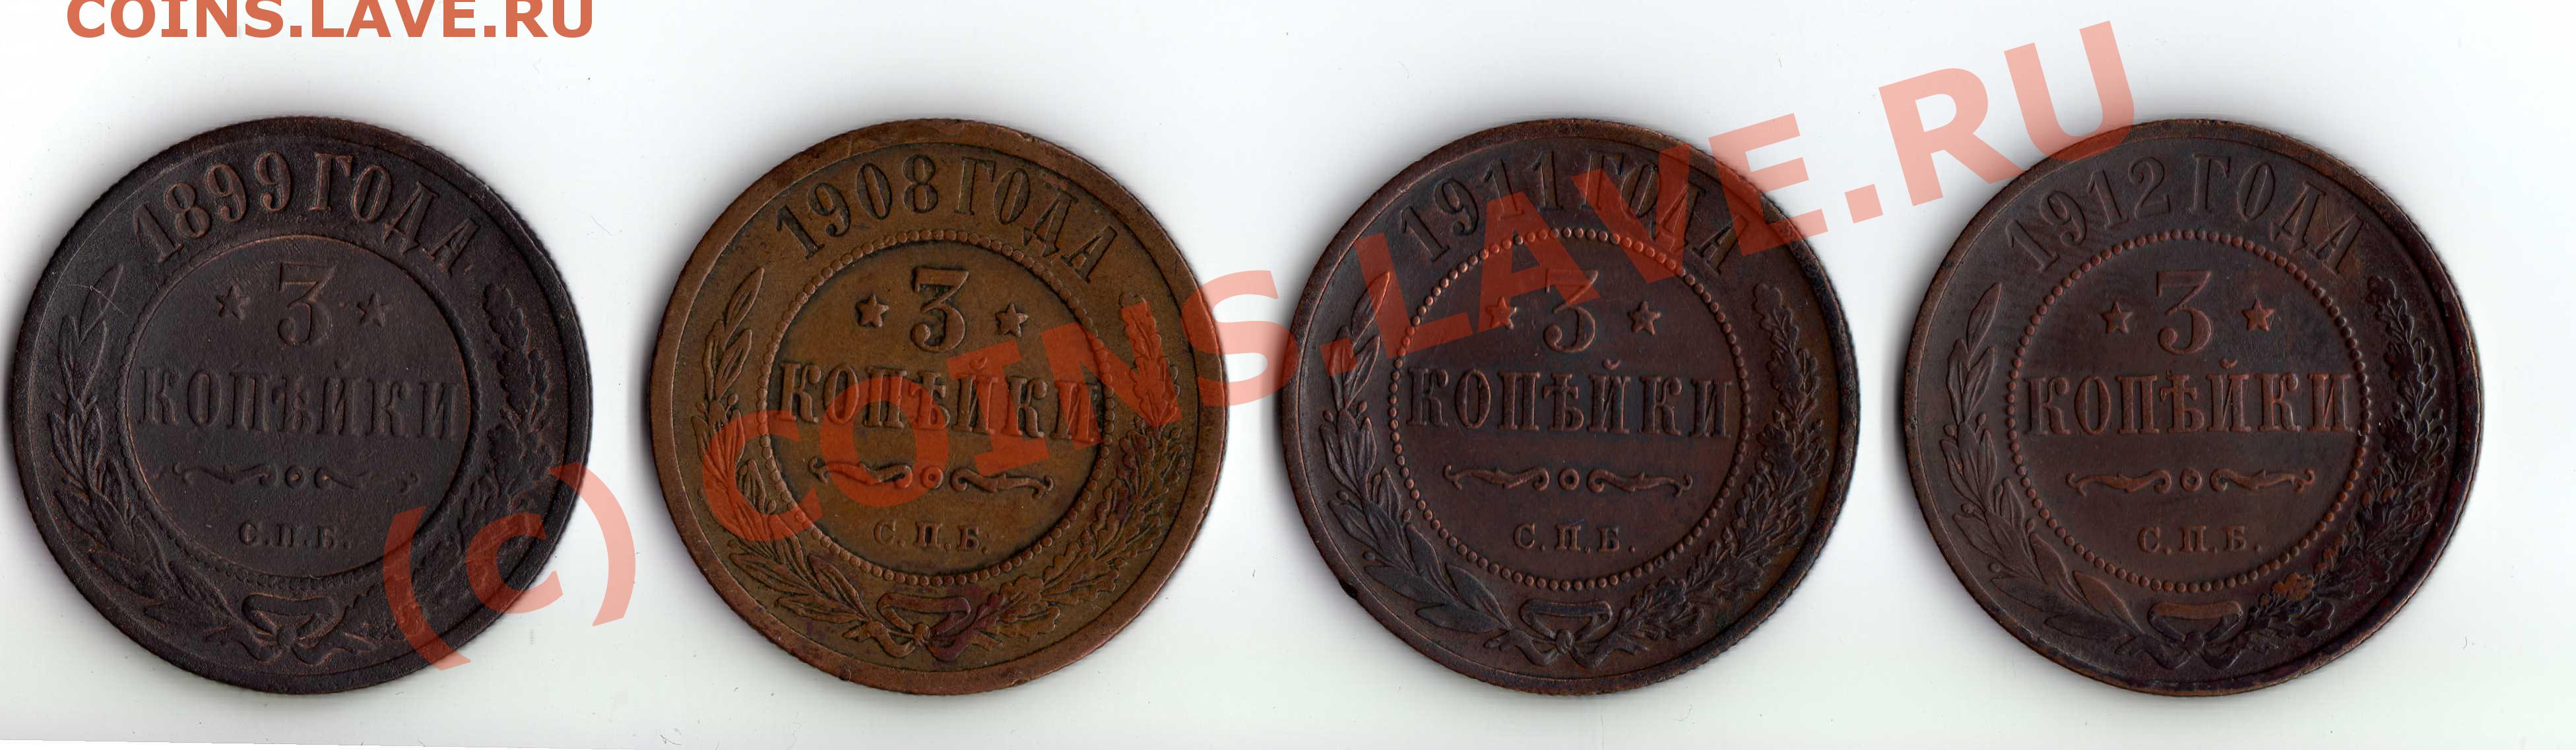 COINS.LAVE.RU
1899 ГОДА
3
КОПѢЙКИ
С.П.Б.
1908 ГОДА
3
КОПѢЙКИ
С.П.Б.
1911 ГОДА
3
КОПѢЙКИ
С.П.Б.
1912 ГОДА
3
КОПѢЙКИ
С.П.Б.
(c) COINS.LAVE.RU